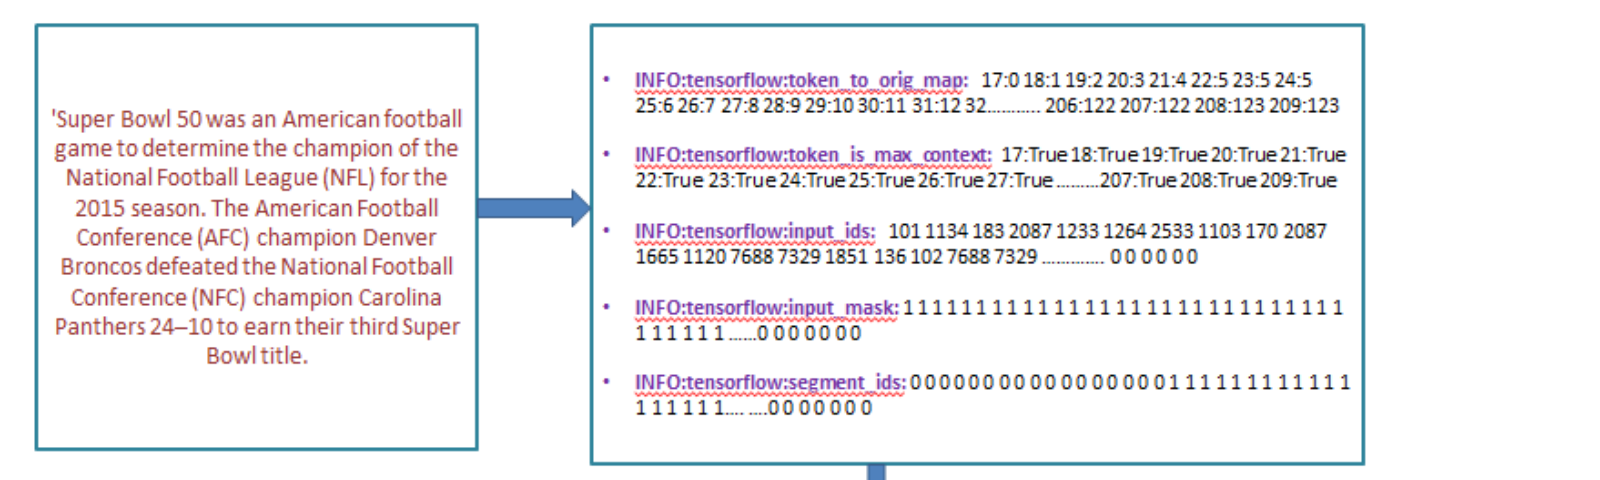 'Super Bowl 50 was an American football
game to determine the champion of the
National Football League (NFL) for the
2015 season. The American Football
Conference (AFC) champion Denver
Broncos defeated the National Football
Conference (NFC) champion Carolina
Panthers 24–10 to earn their third Super
Bowl title.
• INFO:tensorflow:token_to_orig_map: 17:0 18:1 19:2 20:3 21:4 22:5 23:5 24:5
25:6 26:7 27:8 28:9 29:10 30:11 31:12 32........... 206:122 207:122 208:123 209:123
• INFO:tensorflow:token_is_max_context: 17:True 18:True 19:True 20:True 21:True
22:True 23:True 24:True 25:True 26:True 27:True .........207:True 208:True 209:True
• INFO:tensorflow:input_ids: 101 1134 183 2087 1233 1264 2533 1103 170 2087
1665 1120 7688 7329 1851 136 102 7688 7329 ............. 0 0 0 0 0 0
• INFO:tensorflow:input_mask: 1 1 1 1 1 1 1 1 1 1 1 1 1 1 1 1 1 1 1 1 1 1 1 1 1 1 1 1 1
1 1 1 1 1 1 ......0 0 0 0 0 0 0
• INFO:tensorflow:segment_ids: 0 0 0 0 0 0 0 0 0 0 0 0 0 0 0 0 0 1 1 1 1 1 1 1 1 1 1 1 1
1 1 1 1 1 1.... ....0 0 0 0 0 0 0